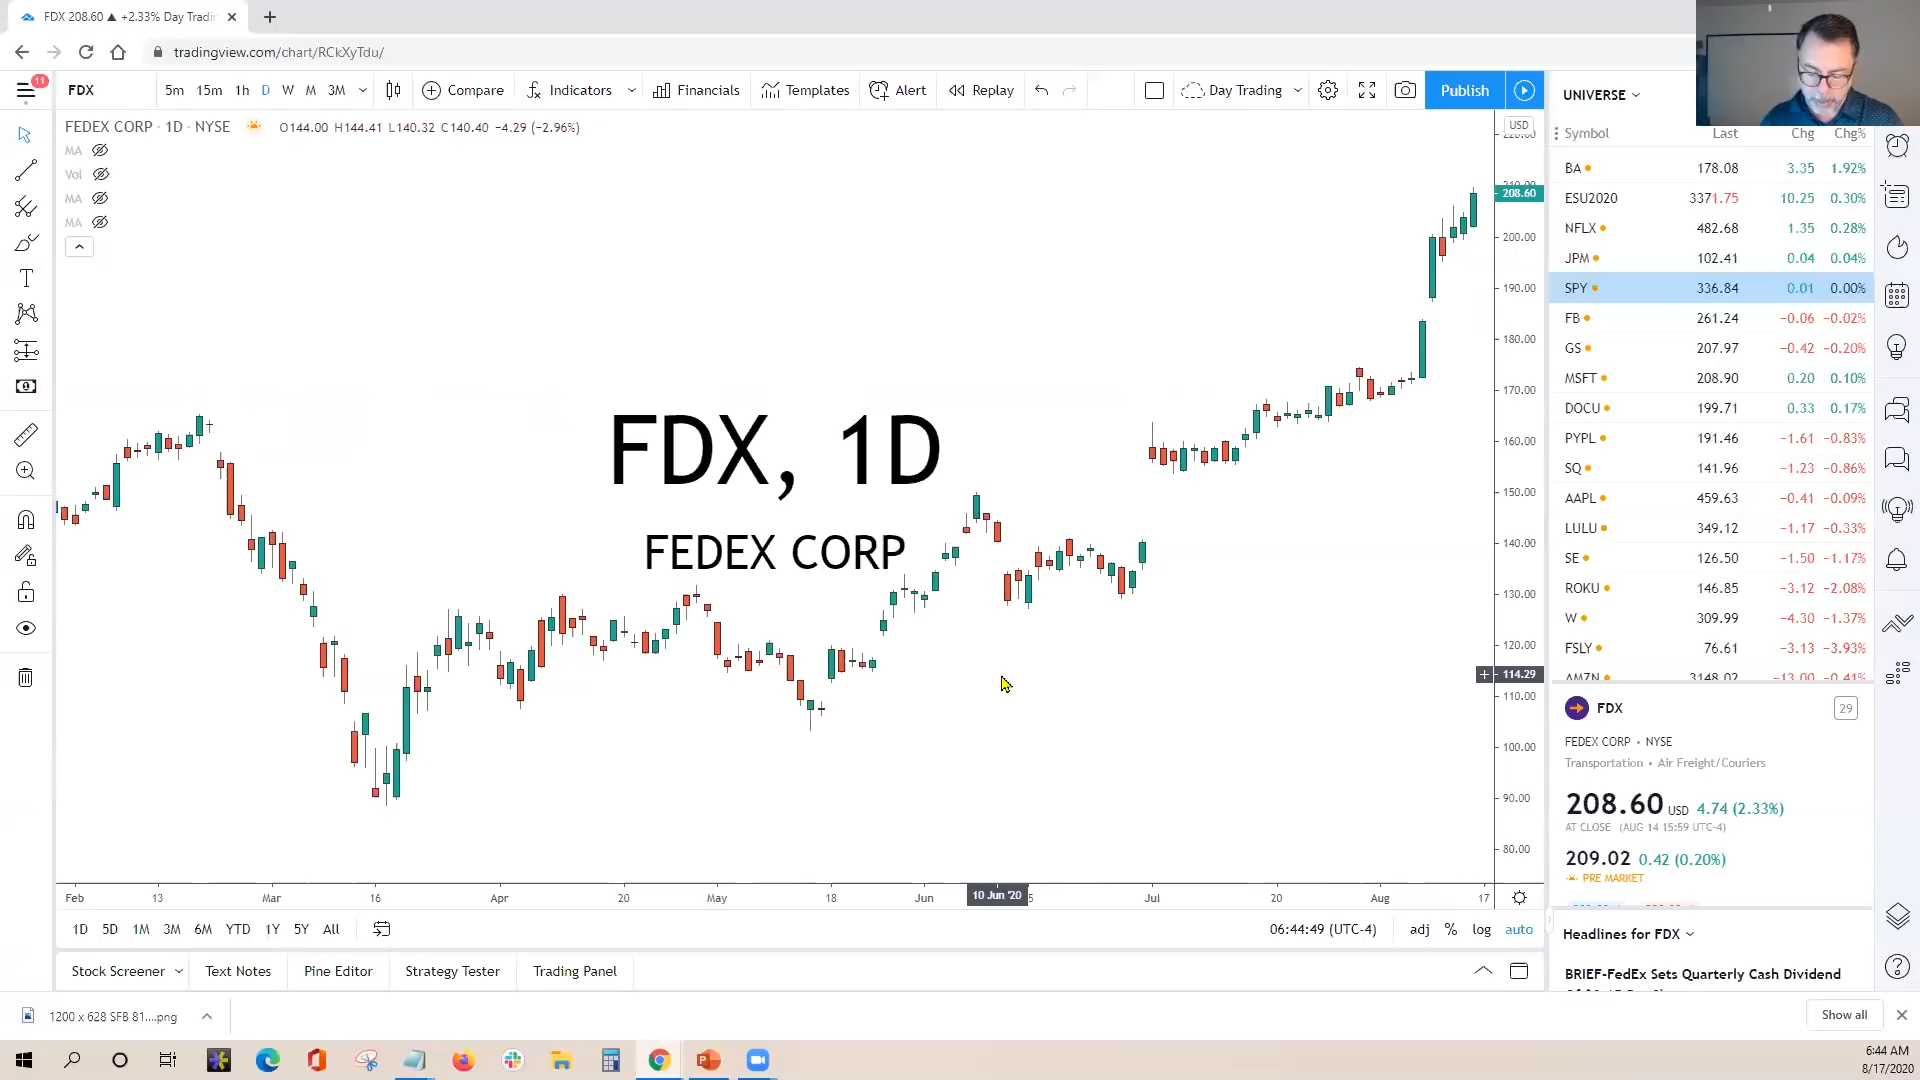 FDX 208.60 ▲ +2.33% Day Tradin
tradingview.com/chart/RCkXyTdu/
11
FDX 5m 15m 1h D W M 3M Compare Indicators Financials Templates Alert Replay Day Trading Publish
FEDEX CORP · 1D · NYSE O144.00 H144.41 L140.32 C140.40 −4.29 (−2.96%)
MA
Vol
MA
MA
FDX, 1D
FEDEX CORP
USD
220.00
208.60
200.00
190.00
180.00
170.00
160.00
150.00
140.00
130.00
120.00
114.29
110.00
100.00
90.00
80.00
Feb 13 Mar 16 Apr 20 May 18 Jun 10 Jun '20 Jul 20 Aug 17
1D 5D 1M 3M 6M YTD 1Y 5Y All 06:44:49 (UTC-4) adj % log auto
Stock Screener Text Notes Pine Editor Strategy Tester Trading Panel
UNIVERSE
Symbol Last Chg Chg%
BA 178.08 3.35 1.92%
ESU2020 3371.75 10.25 0.30%
NFLX 482.68 1.35 0.28%
JPM 102.41 0.04 0.04%
SPY 336.84 0.01 0.00%
FB 261.24 −0.06 −0.02%
GS 207.97 −0.42 −0.20%
MSFT 208.90 0.20 0.10%
DOCU 199.71 0.33 0.17%
PYPL 191.46 −1.61 −0.83%
SQ 141.96 −1.23 −0.86%
AAPL 459.63 −0.41 −0.09%
LULU 349.12 −1.17 −0.33%
SE 126.50 −1.50 −1.17%
ROKU 146.85 −3.12 −2.08%
W 309.99 −4.30 −1.37%
FSLY 76.61 −3.13 −3.93%
AMZN 3148.02 −13.00 −0.41%
FDX 29
FEDEX CORP • NYSE
Transportation • Air Freight/Couriers
208.60 USD 4.74 (2.33%)
AT CLOSE (AUG 14 15:59 UTC-4)
209.02 0.42 (0.20%)
PRE MARKET
Headlines for FDX
BRIEF-FedEx Sets Quarterly Cash Dividend
1200 x 628 SFB 81....png Show all
6:44 AM
8/17/2020